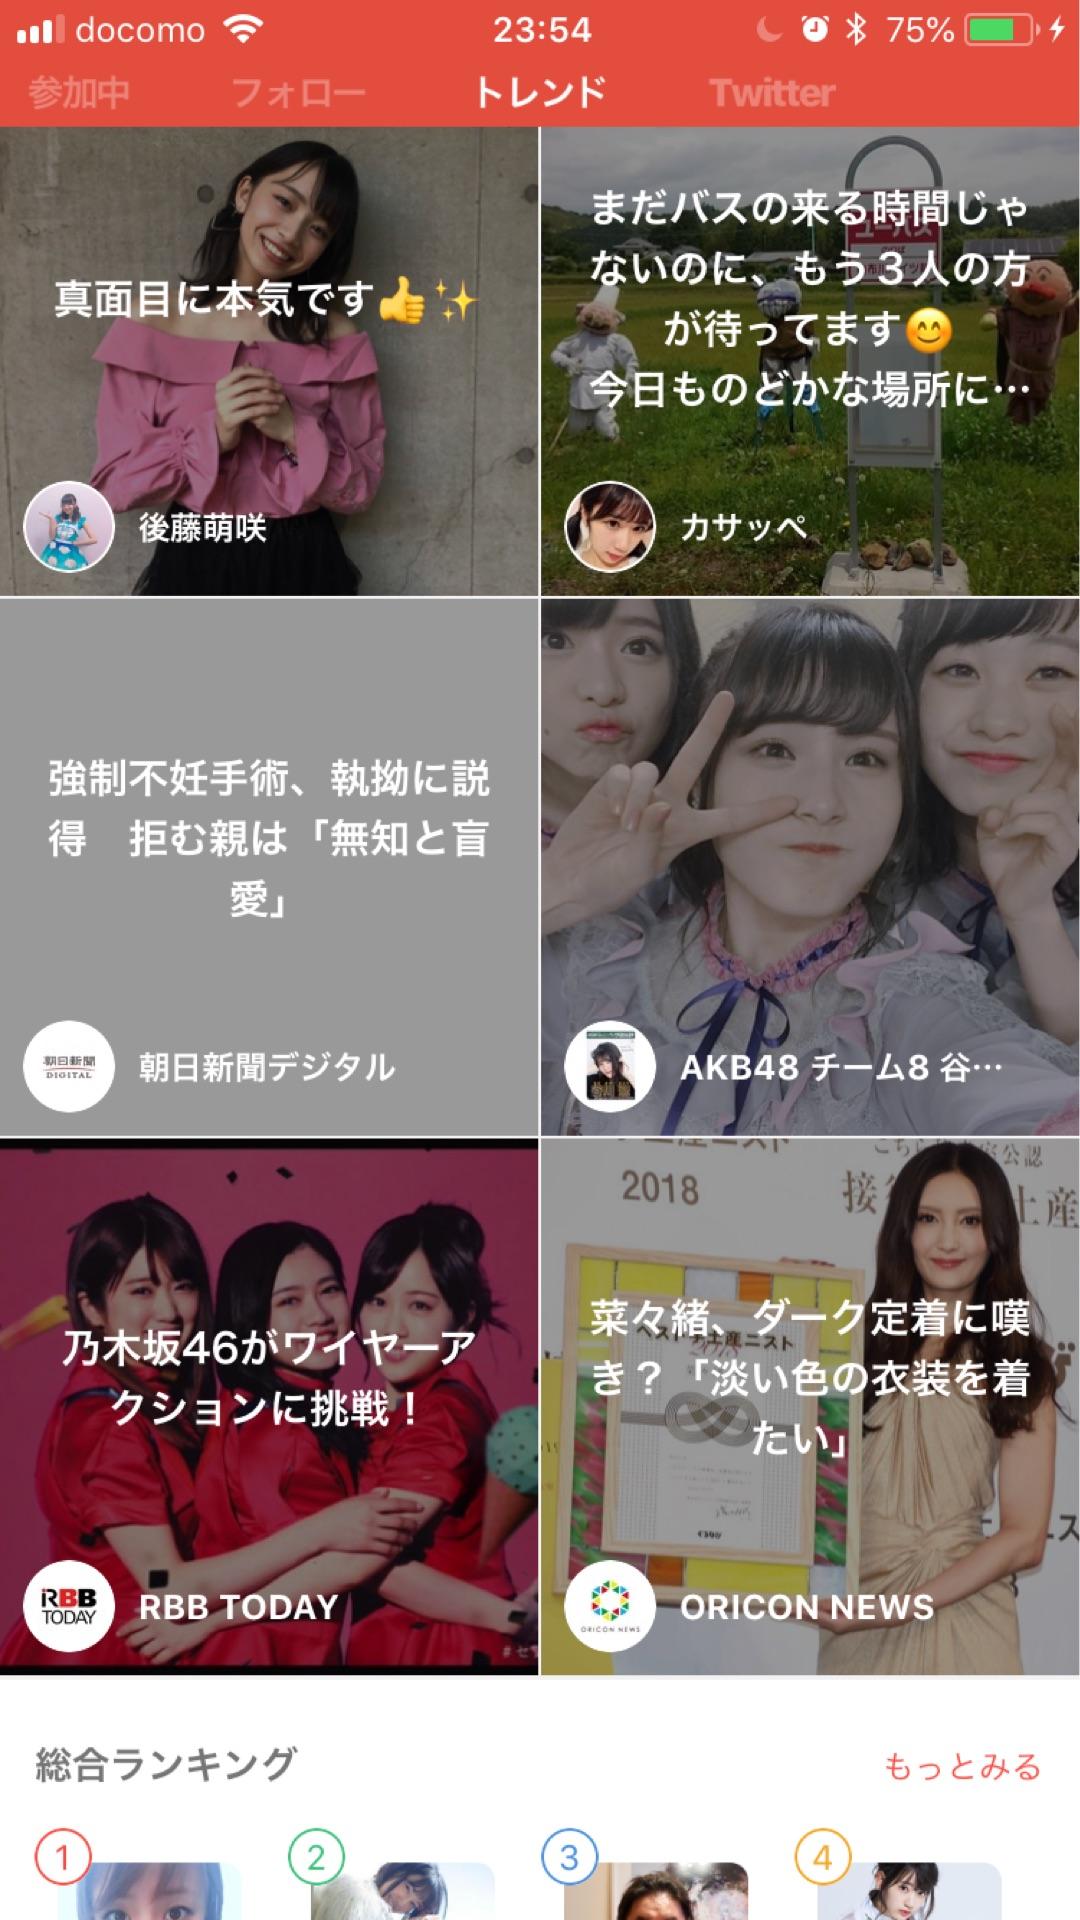 docomo 23:54 75%
参加中 フォロー トレンド Twitter
真面目に本気です👍✨
後藤萌咲
ユーバス
まだバスの来る時間じゃ
ないのに、もう３人の方
が待ってます😊
今日ものどかな場所に…
カサッペ
強制不妊手術、執拗に説
得　拒む親は「無知と盲
愛」
朝日新聞
DIGITAL
朝日新聞デジタル
AKB48 チーム8 谷…
乃木坂46がワイヤーア
クションに挑戦！
RBB
TODAY
RBB TODAY
2018
菜々緒、ダーク定着に嘆
き？「淡い色の衣装を着
たい」
ORICON NEWS
ORICON NEWS
総合ランキング
もっとみる
1 2 3 4